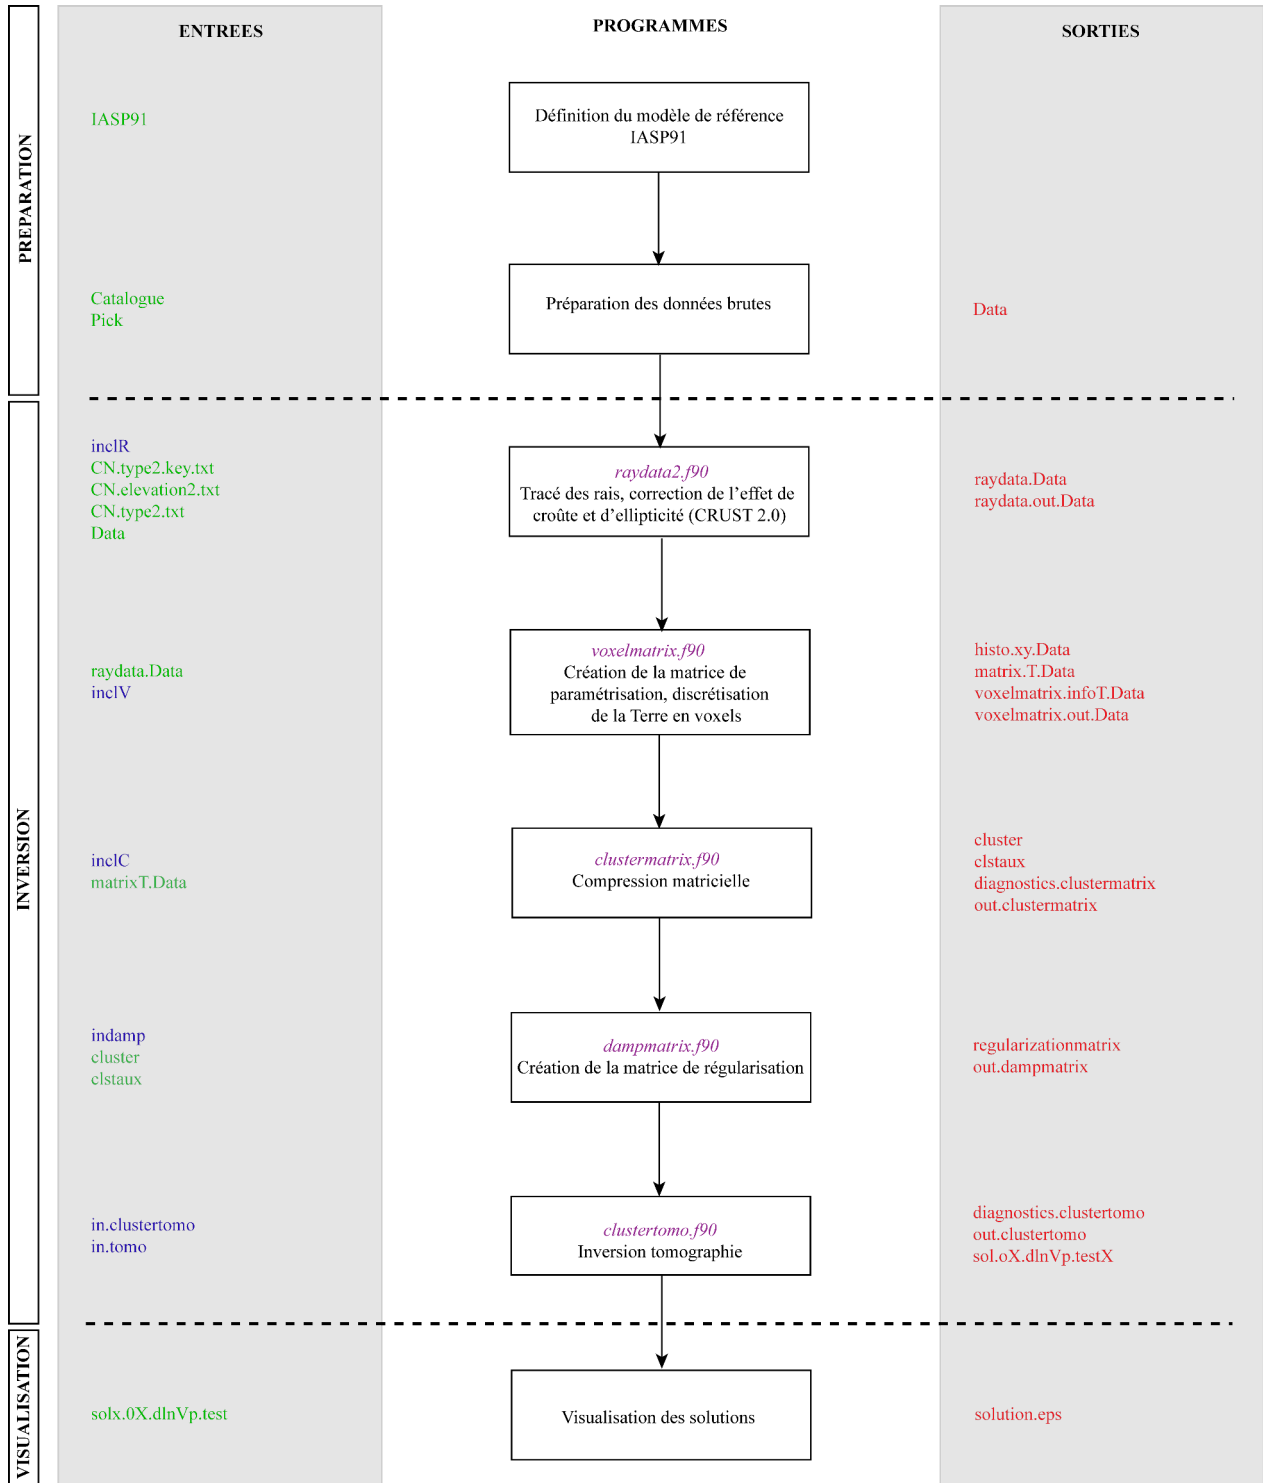 ENTREES
PROGRAMMES
SORTIES
PREPARATION
IASP91
Définition du modèle de référence
IASP91
Catalogue
Pick
Préparation des données brutes
Data
INVERSION
inclR
CN.type2.key.txt
CN.elevation2.txt
CN.type2.txt
Data
raydata2.f90
Tracé des rais, correction de l'effet de
croûte et d'ellipticité (CRUST 2.0)
raydata.Data
raydata.out.Data
raydata.Data
inclV
voxelmatrix.f90
Création de la matrice de
paramétrisation, discrétisation
de la Terre en voxels
histo.xy.Data
matrix.T.Data
voxelmatrix.infoT.Data
voxelmatrix.out.Data
inclC
matrixT.Data
clustermatrix.f90
Compression matricielle
cluster
clstaux
diagnostics.clustermatrix
out.clustermatrix
indamp
cluster
clstaux
dampmatrix.f90
Création de la matrice de régularisation
regularizationmatrix
out.dampmatrix
in.clustertomo
in.tomo
clustertomo.f90
Inversion tomographie
diagnostics.clustertomo
out.clustertomo
sol.oX.dlnVp.testX
VISUALISATION
solx.0X.dlnVp.test
Visualisation des solutions
solution.eps